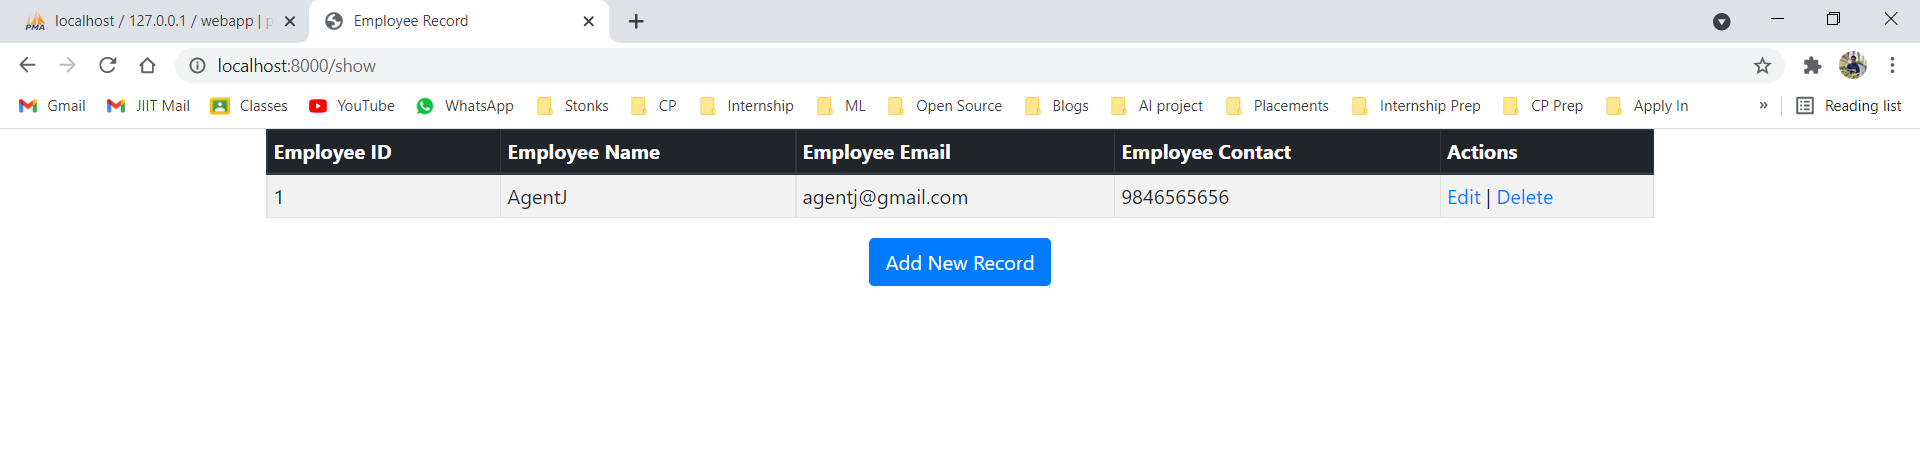 localhost / 127.0.0.1 / webapp | p Employee Record
localhost:8000/show
Gmail JIIT Mail Classes YouTube WhatsApp Stonks CP Internship ML Open Source Blogs AI project Placements Internship Prep CP Prep Apply In » Reading list
Employee ID Employee Name Employee Email Employee Contact Actions
1 AgentJ agentj@gmail.com 9846565656 Edit | Delete
Add New Record